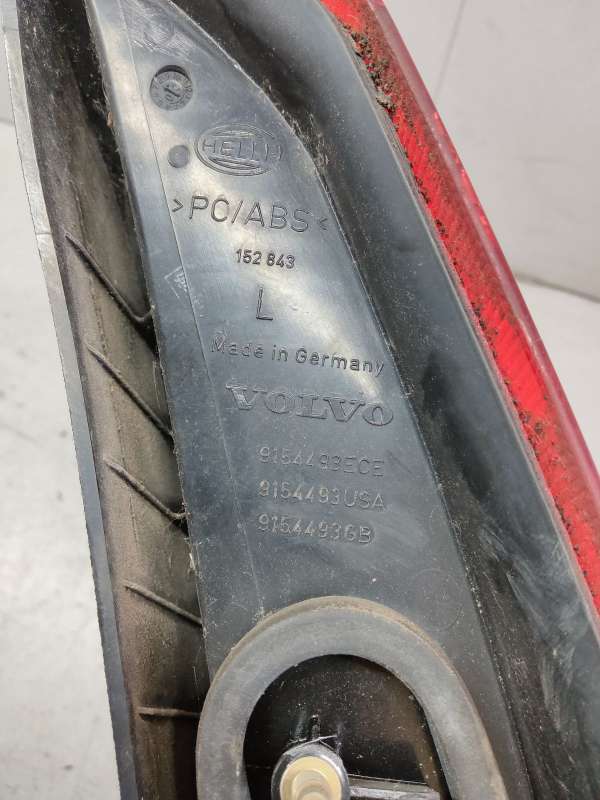 HELLA
>PC/ABS<
152 843
L
Made in Germany
VOLVO
9154493ECE
9154493USA
9154493GB